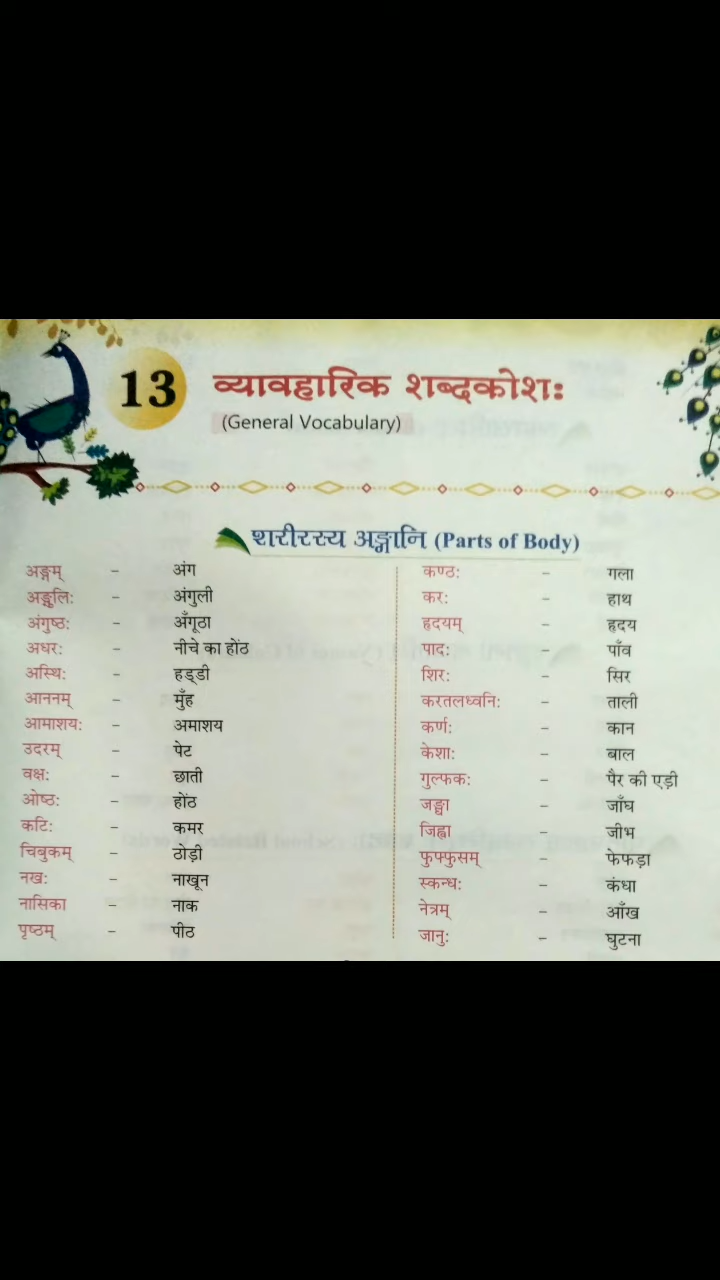 13 व्यावहारिक शब्दकोशः
(General Vocabulary)
शरीरस्य अङ्गानि (Parts of Body)
अङ्गम् – अंग
अङ्गुलिः – अंगुली
अंगुष्ठः – अँगूठा
अधरः – नीचे का होंठ
अस्थिः – हड्डी
आननम् – मुँह
आमाशयः – अमाशय
उदरम् – पेट
वक्षः – छाती
ओष्ठः – होंठ
कटिः – कमर
चिबुकम् – ठोड़ी
नखः – नाखून
नासिका – नाक
पृष्ठम् – पीठ
कण्ठः – गला
करः – हाथ
हृदयम् – हृदय
पादः – पाँव
शिरः – सिर
करतलध्वनिः – ताली
कर्णः – कान
केशाः – बाल
गुल्फकः – पैर की एड़ी
जङ्घा – जाँघ
जिह्वा – जीभ
फुफ्फुसम् – फेफड़ा
स्कन्धः – कंधा
नेत्रम् – आँख
जानुः – घुटना